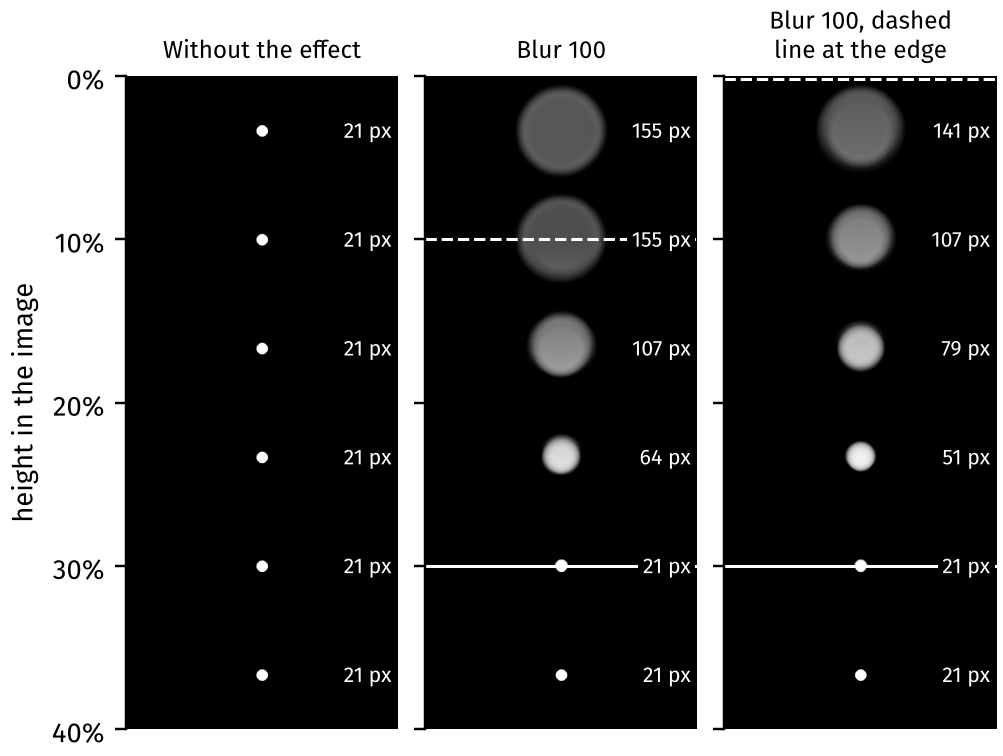 Without the effect
Blur 100
Blur 100, dashed
line at the edge
height in the image
0%
10%
20%
30%
40%
21 px
21 px
21 px
21 px
21 px
21 px
155 px
155 px
107 px
64 px
21 px
21 px
141 px
107 px
79 px
51 px
21 px
21 px